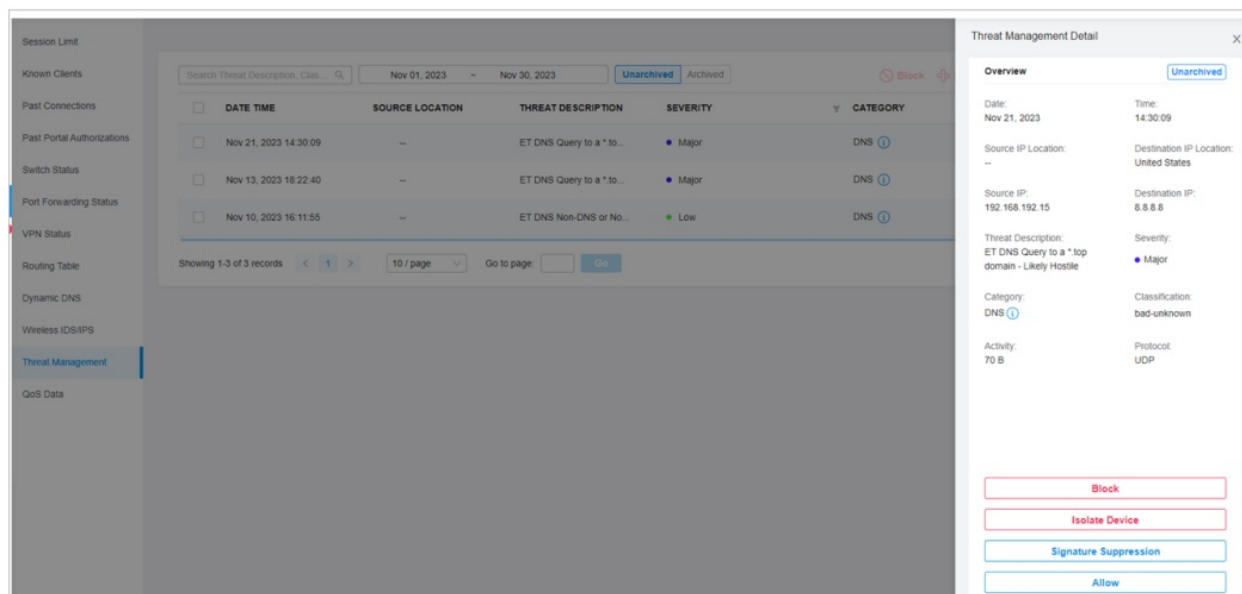 Session Limit
Known Clients
Past Connections
Past Portal Authorizations
Switch Status
Port Forwarding Status
VPN Status
Routing Table
Dynamic DNS
Wireless IDS/IPS
Threat Management
QoS Data
Search Threat Description, Clas...
Nov 01, 2023 ~ Nov 30, 2023
Unarchived Archived
Block
DATE TIME SOURCE LOCATION THREAT DESCRIPTION SEVERITY CATEGORY
Nov 21, 2023 14:30:09 -- ET DNS Query to a *.to... Major DNS
Nov 13, 2023 18:22:40 -- ET DNS Query to a *.to... Major DNS
Nov 10, 2023 16:11:55 -- ET DNS Non-DNS or No... Low DNS
Showing 1-3 of 3 records < 1 > 10 / page Go to page: Go
Threat Management Detail
Overview Unarchived
Date: Time:
Nov 21, 2023 14:30:09
Source IP Location: Destination IP Location:
-- United States
Source IP: Destination IP:
192.168.192.15 8.8.8.8
Threat Description: Severity:
ET DNS Query to a *.top
domain - Likely Hostile Major
Category: Classification:
DNS bad-unknown
Activity: Protocol:
70 B UDP
Block
Isolate Device
Signature Suppression
Allow